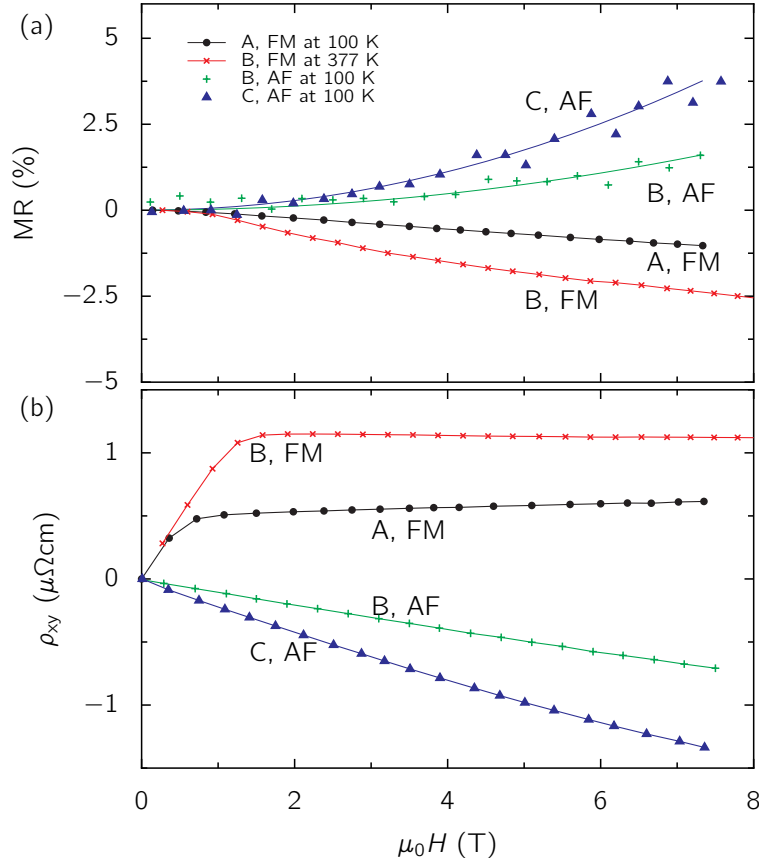 (a)
A, FM at 100 K
B, FM at 377 K
B, AF at 100 K
C, AF at 100 K
5
2.5
0
−2.5
−5
MR (%)
C, AF
B, AF
A, FM
B, FM
(b)
1
0
−1
ρxy (μΩcm)
B, FM
A, FM
B, AF
C, AF
0 2 4 6 8
μ0H (T)